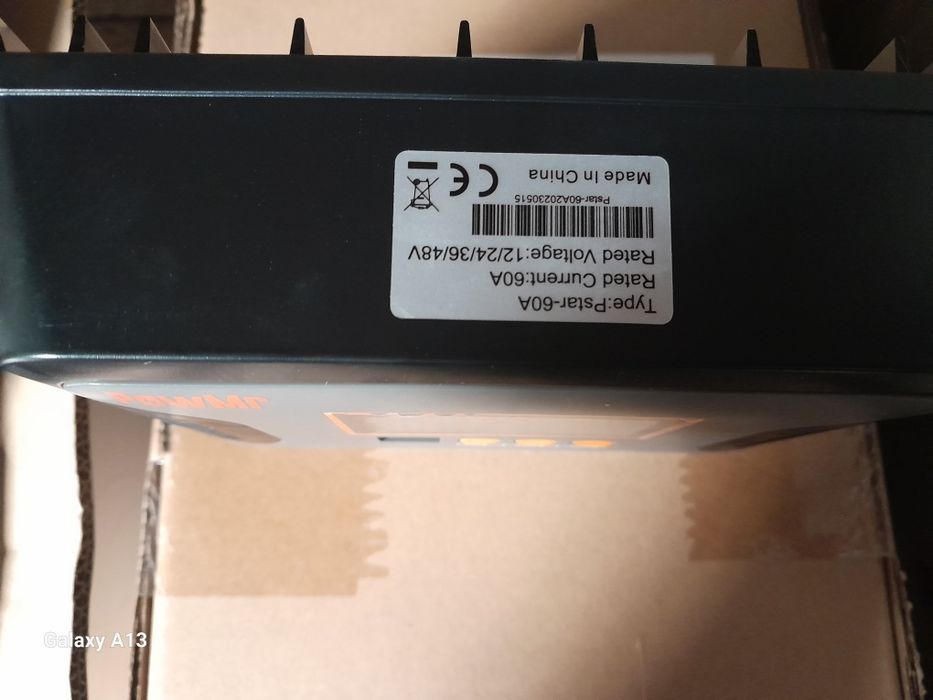 Type:Pstar-60A
Rated Current:60A
Rated Voltage:12/24/36/48V
Pstar-60A20230515
Made In China
CE
PowMr
Galaxy A13